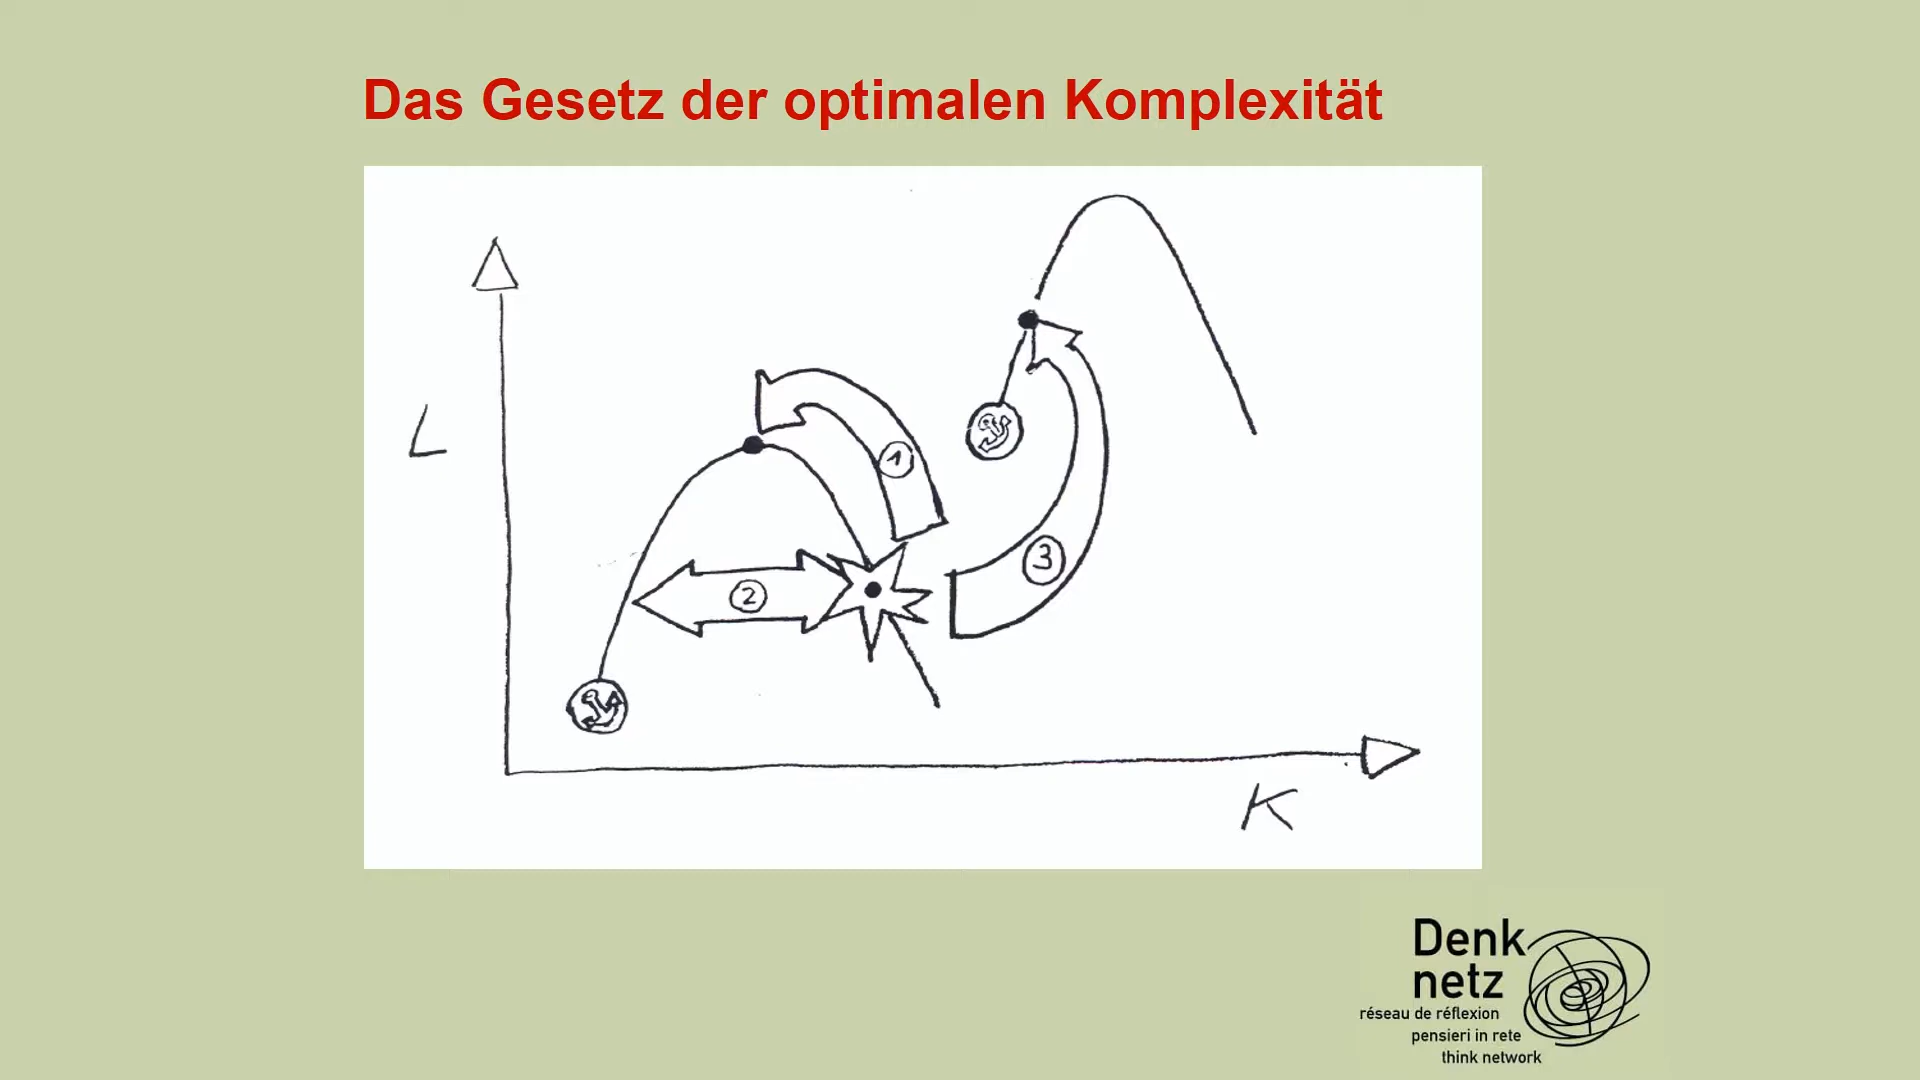 Das Gesetz der optimalen Komplexität
L
1
2
3
K
Denk
netz
réseau de réflexion
pensieri in rete
think network